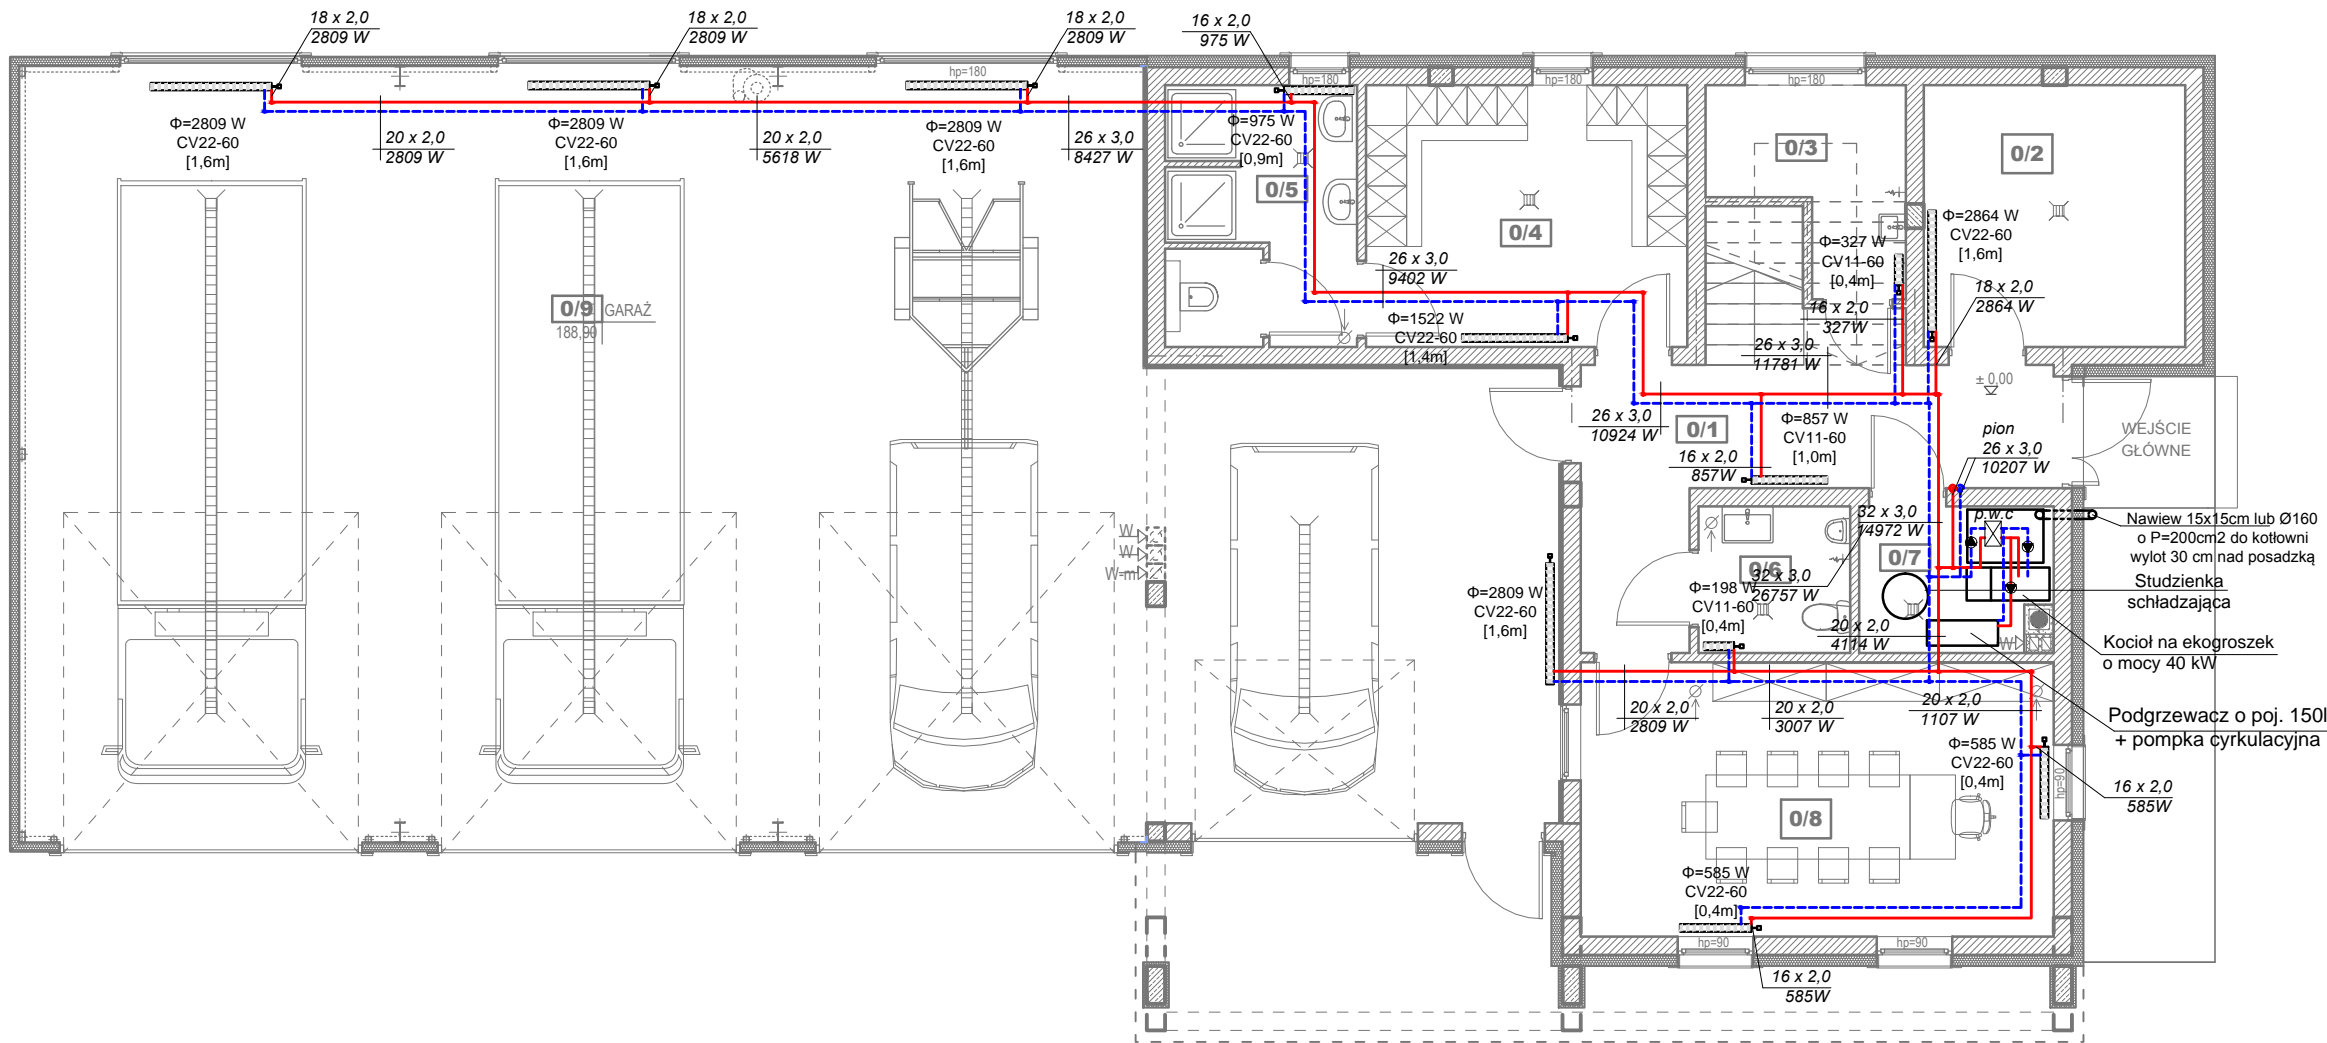 18 x 2,0
2809 W
18 x 2,0
2809 W
18 x 2,0
2809 W
16 x 2,0
975 W
hp=180
hp=180
hp=180
hp=180
Φ=2809 W
CV22-60
[1,6m]
20 x 2,0
2809 W
Φ=2809 W
CV22-60
[1,6m]
20 x 2,0
5618 W
Φ=2809 W
CV22-60
[1,6m]
26 x 3,0
8427 W
Φ=975 W
CV22-60
[0,9m]
0/5
0/4
0/3
0/2
Φ=2864 W
CV22-60
[1,6m]
Φ=327 W
CV11-60
[0,4m]
18 x 2,0
2864 W
26 x 3,0
9402 W
16 x 2,0
327W
0/9 GARAŻ
188,90
Φ=1522 W
CV22-60
[1,4m]
26 x 3,0
11781 W
± 0,00
26 x 3,0
10924 W
0/1
Φ=857 W
CV11-60
[1,0m]
16 x 2,0
857W
pion
26 x 3,0
10207 W
WEJŚCIE
GŁÓWNE
32 x 3,0
14972 W
p.w.c
Nawiew 15x15cm lub Ø160
o P=200cm2 do kotłowni
wylot 30 cm nad posadzką
W
W
W-m
0/7
0/6
32 x 3,0
26757 W
Studzienka
schładzająca
Φ=2809 W
CV22-60
[1,6m]
Φ=198 W
CV11-60
[0,4m]
20 x 2,0
4114 W
W
Kocioł na ekogroszek
o mocy 40 kW
20 x 2,0
2809 W
20 x 2,0
3007 W
20 x 2,0
1107 W
Podgrzewacz o poj. 150l
+ pompka cyrkulacyjna
Φ=585 W
CV22-60
[0,4m]
hp=90
16 x 2,0
585W
0/8
Φ=585 W
CV22-60
[0,4m]
hp=90
hp=90
16 x 2,0
585W